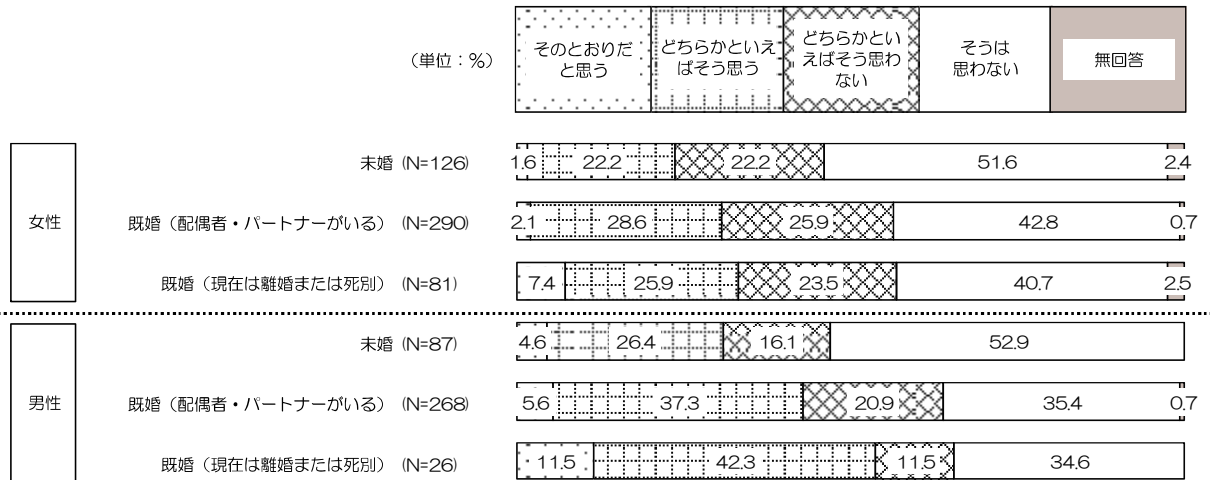 (単位:%)
そのとおりだ
と思う
どちらかといえ
ばそう思う
どちらかとい
えばそう思わ
ない
そうは
思わない
無回答
女性
未婚 (N=126)
1.6 22.2 22.2 51.6 2.4
既婚(配偶者・パートナーがいる) (N=290)
2.1 28.6 25.9 42.8 0.7
既婚(現在は離婚または死別) (N=81)
7.4 25.9 23.5 40.7 2.5
男性
未婚 (N=87)
4.6 26.4 16.1 52.9
既婚(配偶者・パートナーがいる) (N=268)
5.6 37.3 20.9 35.4 0.7
既婚(現在は離婚または死別) (N=26)
11.5 42.3 11.5 34.6